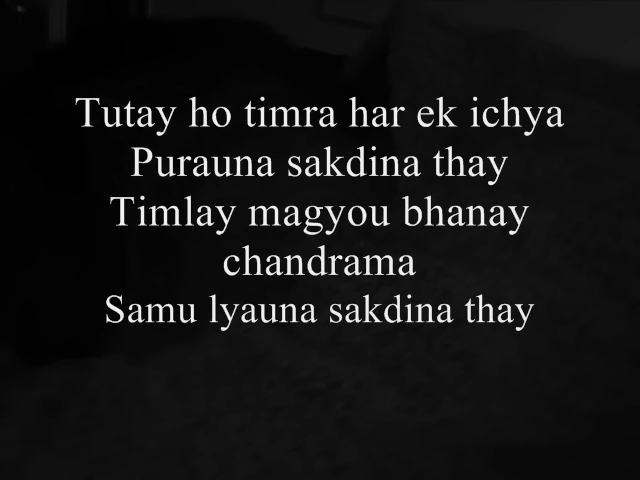 Tutay ho timra har ek ichya
Purauna sakdina thay
Timlay magyou bhanay
chandrama
Samu lyauna sakdina thay